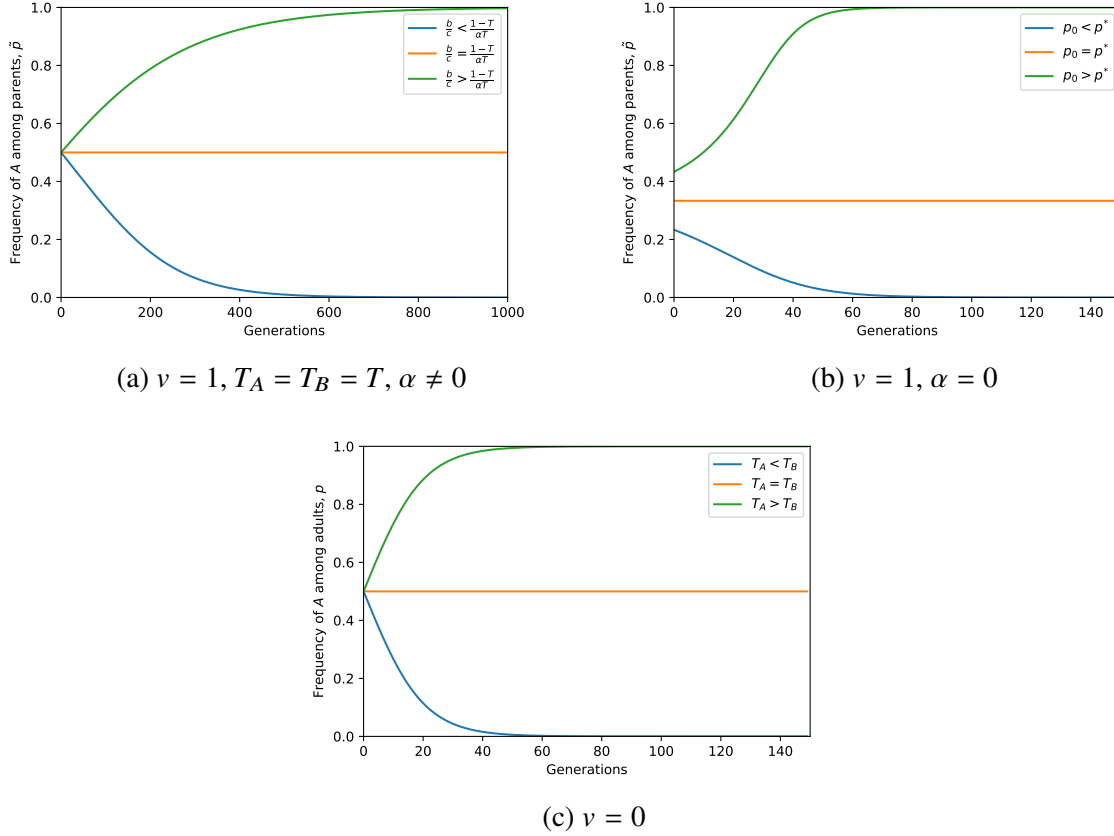 1.0
0.8
0.6
0.4
0.2
0.0
Frequency of A among parents, p̃
0 200 400 600 800 1000
Generations
b/c < (1 − T)/(αT)
b/c = (1 − T)/(αT)
b/c > (1 − T)/(αT)
(a) v = 1, T_A = T_B = T, α ≠ 0
1.0
0.8
0.6
0.4
0.2
0.0
Frequency of A among parents, p̃
0 20 40 60 80 100 120 140
Generations
p₀ < p*
p₀ = p*
p₀ > p*
(b) v = 1, α = 0
1.0
0.8
0.6
0.4
0.2
0.0
Frequency of A among adults, p
0 20 40 60 80 100 120 140
Generations
T_A < T_B
T_A = T_B
T_A > T_B
(c) v = 0